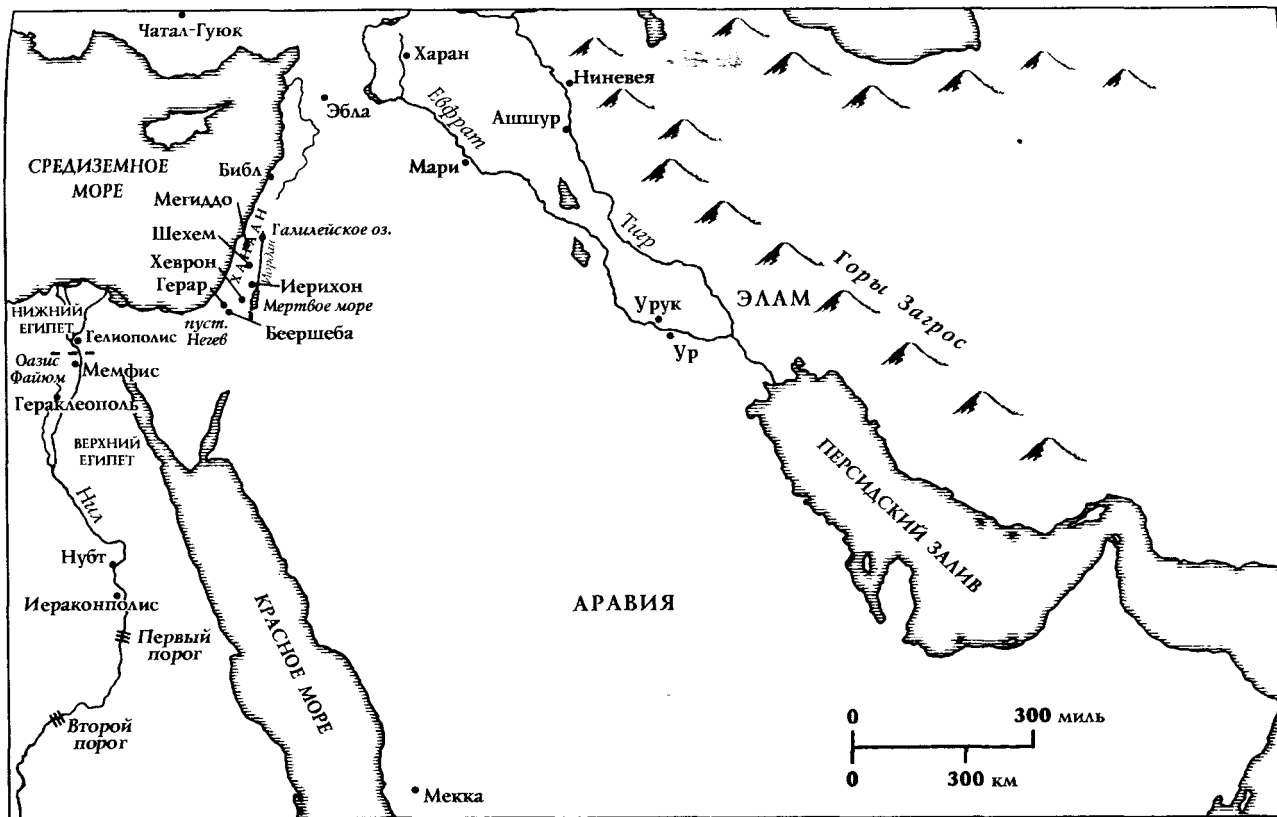 Чатал-Гуюк
Харан
Ниневея
Эбла
Евфрат
Ашшур
СРЕДИЗЕМНОЕ
МОРЕ
Библ
Мари
Мегиддо
ХАНААН
Галилейское оз.
Шехем
Тигр
Хеврон
Иордан
Герар
Иерихон
Мертвое море
Горы Загрос
ЭЛАМ
НИЖНИЙ
ЕГИПЕТ
пуст.
Негев
Беершеба
Урук
Гелиополис
Ур
Оазис
Файюм
Мемфис
Гераклеополь
ВЕРХНИЙ
ЕГИПЕТ
ПЕРСИДСКИЙ ЗАЛИВ
Нил
Нубт
Иераконполис
АРАВИЯ
КРАСНОЕ МОРЕ
Первый
порог
Второй
порог
0 300 миль
0 300 км
Мекка